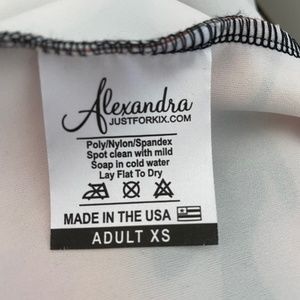 Alexandra
JUSTFORKIX.COM
Poly/Nylon/Spandex
Spot clean with mild
Soap in cold water
Lay Flat To Dry
MADE IN THE USA
ADULT XS